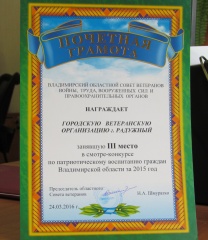 ПОЧЕТНАЯ
ГРАМОТА
ВЛАДИМИРСКИЙ ОБЛАСТНОЙ СОВЕТ ВЕТЕРАНОВ
ВОЙНЫ, ТРУДА, ВООРУЖЕННЫХ СИЛ И
ПРАВООХРАНИТЕЛЬНЫХ ОРГАНОВ
НАГРАЖДАЕТ
ГОРОДСКУЮ ВЕТЕРАНСКУЮ
ОРГАНИЗАЦИЮ г. РАДУЖНЫЙ
занявшую III место
в смотре-конкурсе
по патриотическому воспитанию граждан
Владимирской области за 2015 год
Председатель областного
Совета ветеранов
24.03.2016 г.